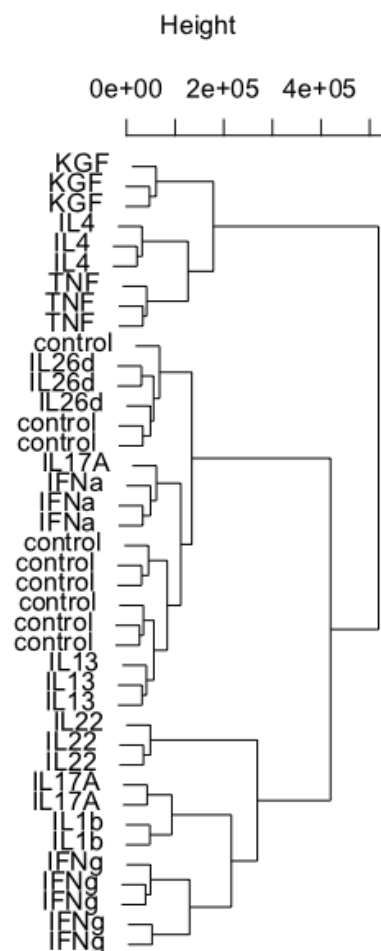 Height
0e+00 2e+05 4e+05
KGF
KGF
KGF
IL4
IL4
IL4
TNF
TNF
TNF
control
IL26d
IL26d
IL26d
control
control
IL17A
IFNa
IFNa
IFNa
control
control
control
control
control
control
IL13
IL13
IL13
IL22
IL22
IL22
IL17A
IL17A
IL1b
IL1b
IFNg
IFNg
IFNg
IFNg
IFNg